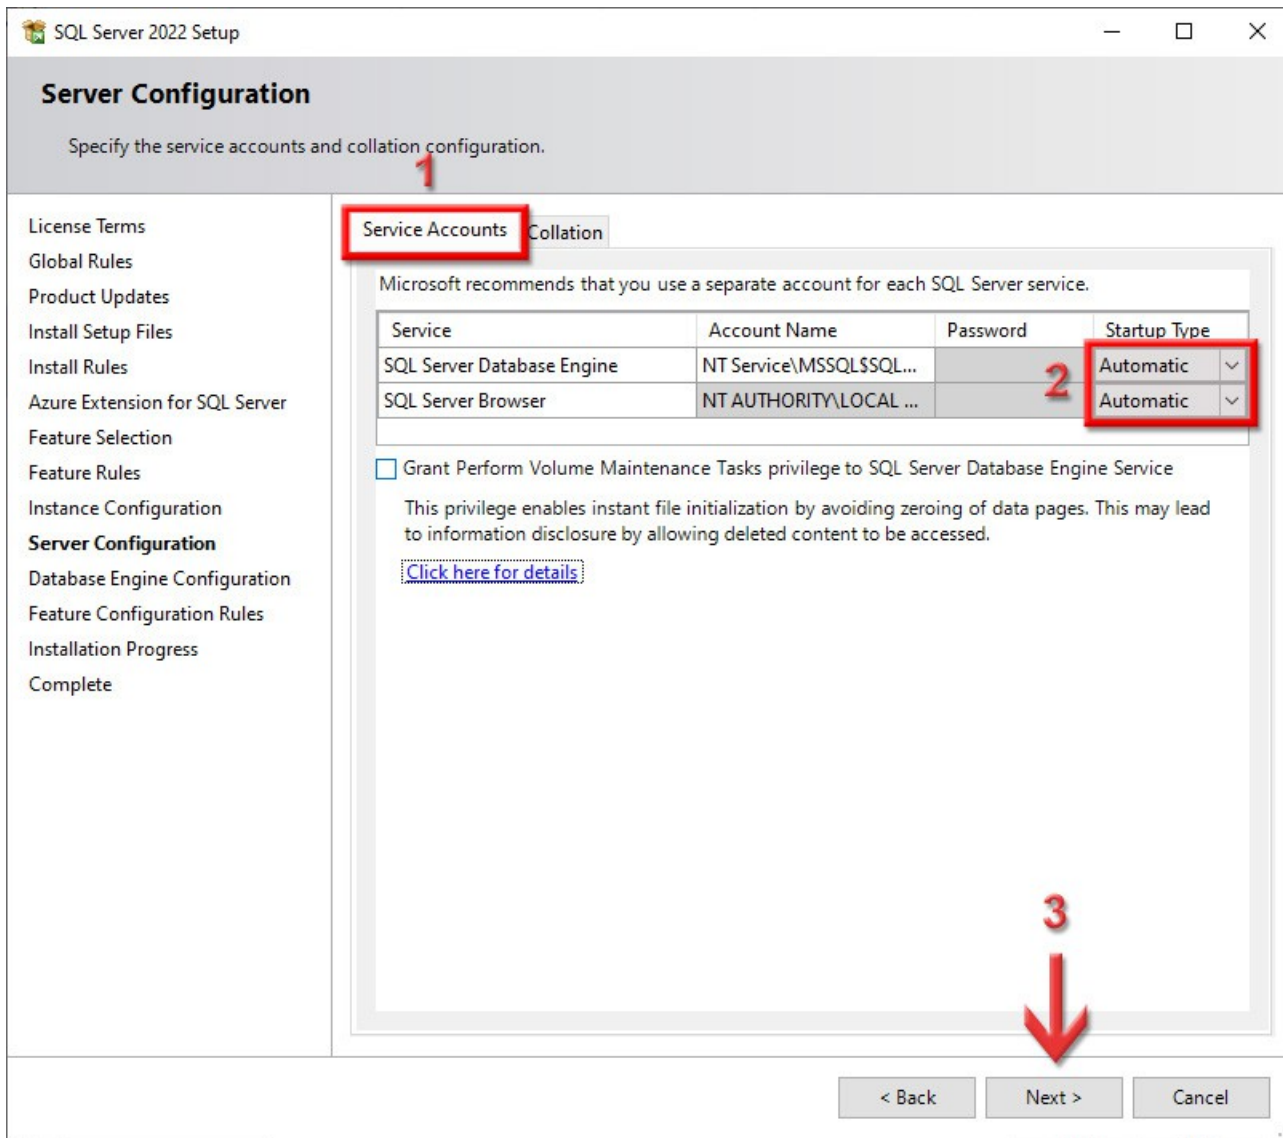 SQL Server 2022 Setup
Server Configuration
Specify the service accounts and collation configuration.
1
License Terms
Global Rules
Product Updates
Install Setup Files
Install Rules
Azure Extension for SQL Server
Feature Selection
Feature Rules
Instance Configuration
Server Configuration
Database Engine Configuration
Feature Configuration Rules
Installation Progress
Complete
Service Accounts Collation
Microsoft recommends that you use a separate account for each SQL Server service.
Service Account Name Password Startup Type
SQL Server Database Engine NT Service\MSSQL$SQL... Automatic
2
SQL Server Browser NT AUTHORITY\LOCAL ... Automatic
Grant Perform Volume Maintenance Tasks privilege to SQL Server Database Engine Service
This privilege enables instant file initialization by avoiding zeroing of data pages. This may lead
to information disclosure by allowing deleted content to be accessed.
Click here for details
3
< Back Next > Cancel